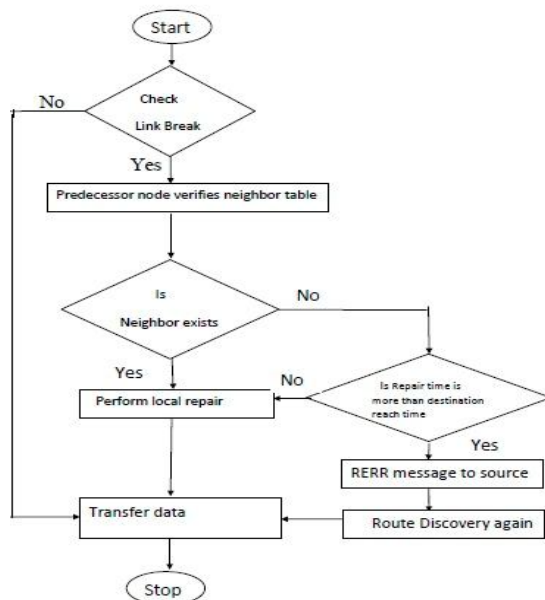 Start
No
Check
Link Break
Yes
Predecessor node verifies neighbor table
Is
Neighbor exists
No
Yes
No
Is Repair time is
more than destination
reach time
Perform local repair
Yes
RERR message to source
Transfer data
Route Discovery again
Stop